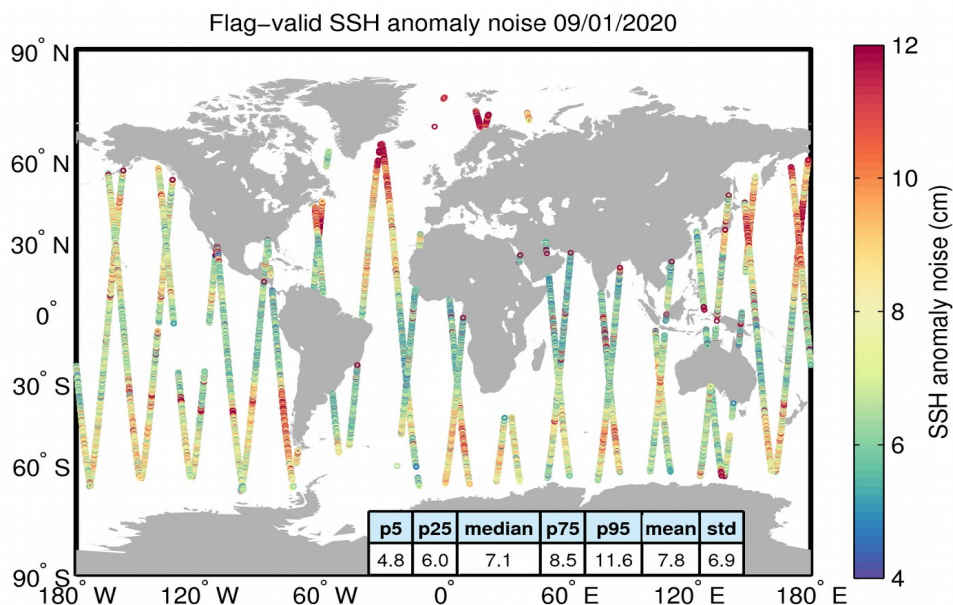 Flag−valid SSH anomaly noise 09/01/2020
90° N
60° N
30° N
0°
30° S
60° S
90° S
180° W
120° W
60° W
0°
60° E
120° E
180° E
p5 p25 median p75 p95 mean std
4.8 6.0 7.1 8.5 11.6 7.8 6.9
12
10
8
6
4
SSH anomaly noise (cm)